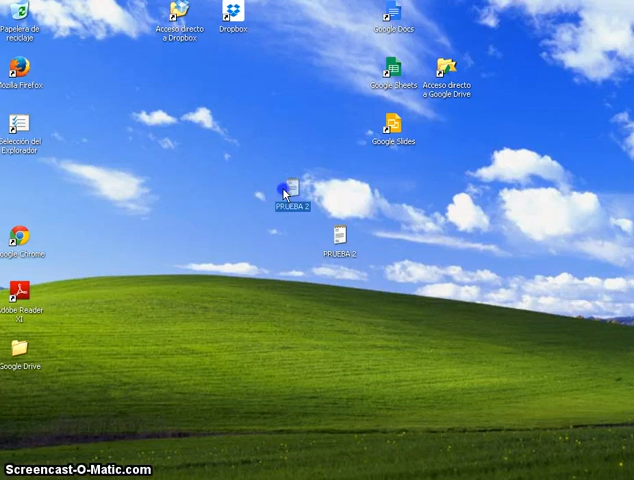 Papelera de
reciclaje
Acceso directo
a Dropbox
Dropbox
Google Docs
Mozilla Firefox
Google Sheets
Acceso directo
a Google Drive
Selección del
Explorador
Google Slides
PRUEBA 2
PRUEBA 2
Google Chrome
Adobe Reader
XI
Google Drive
Screencast-O-Matic.com